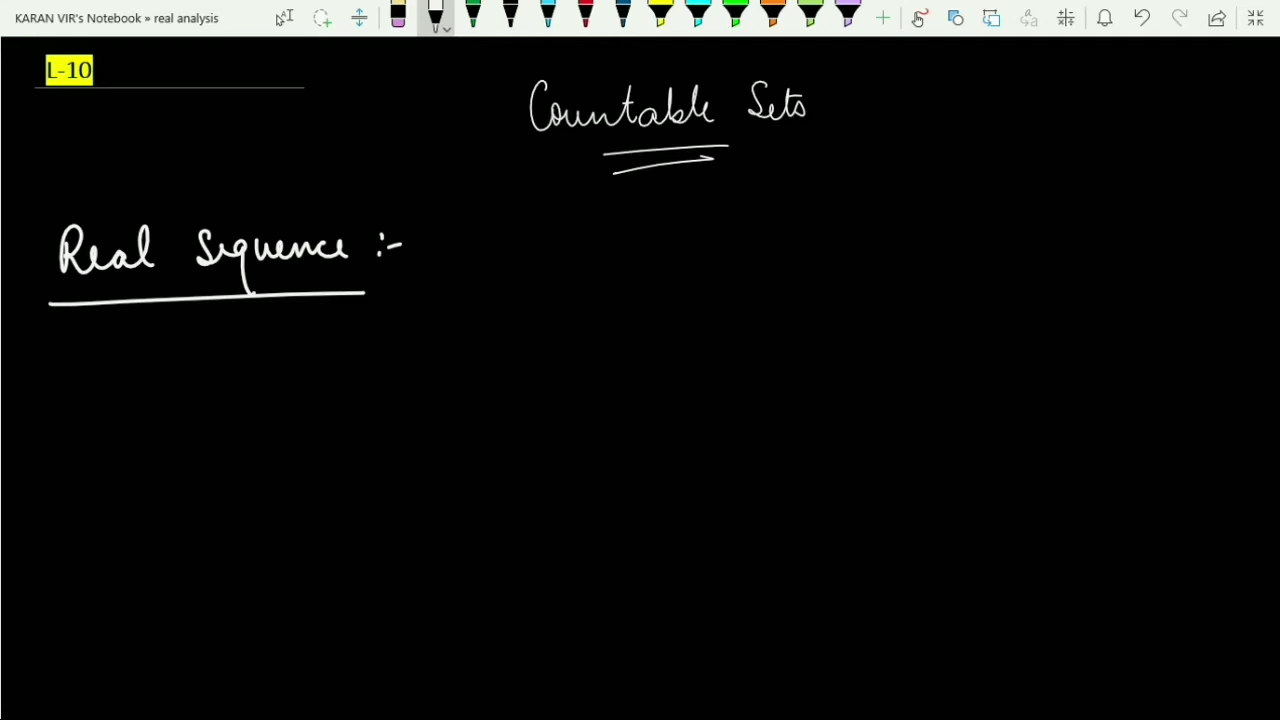 KARAN VIR's Notebook » real analysis
L-10
Countable Sets
Real Sequence :-